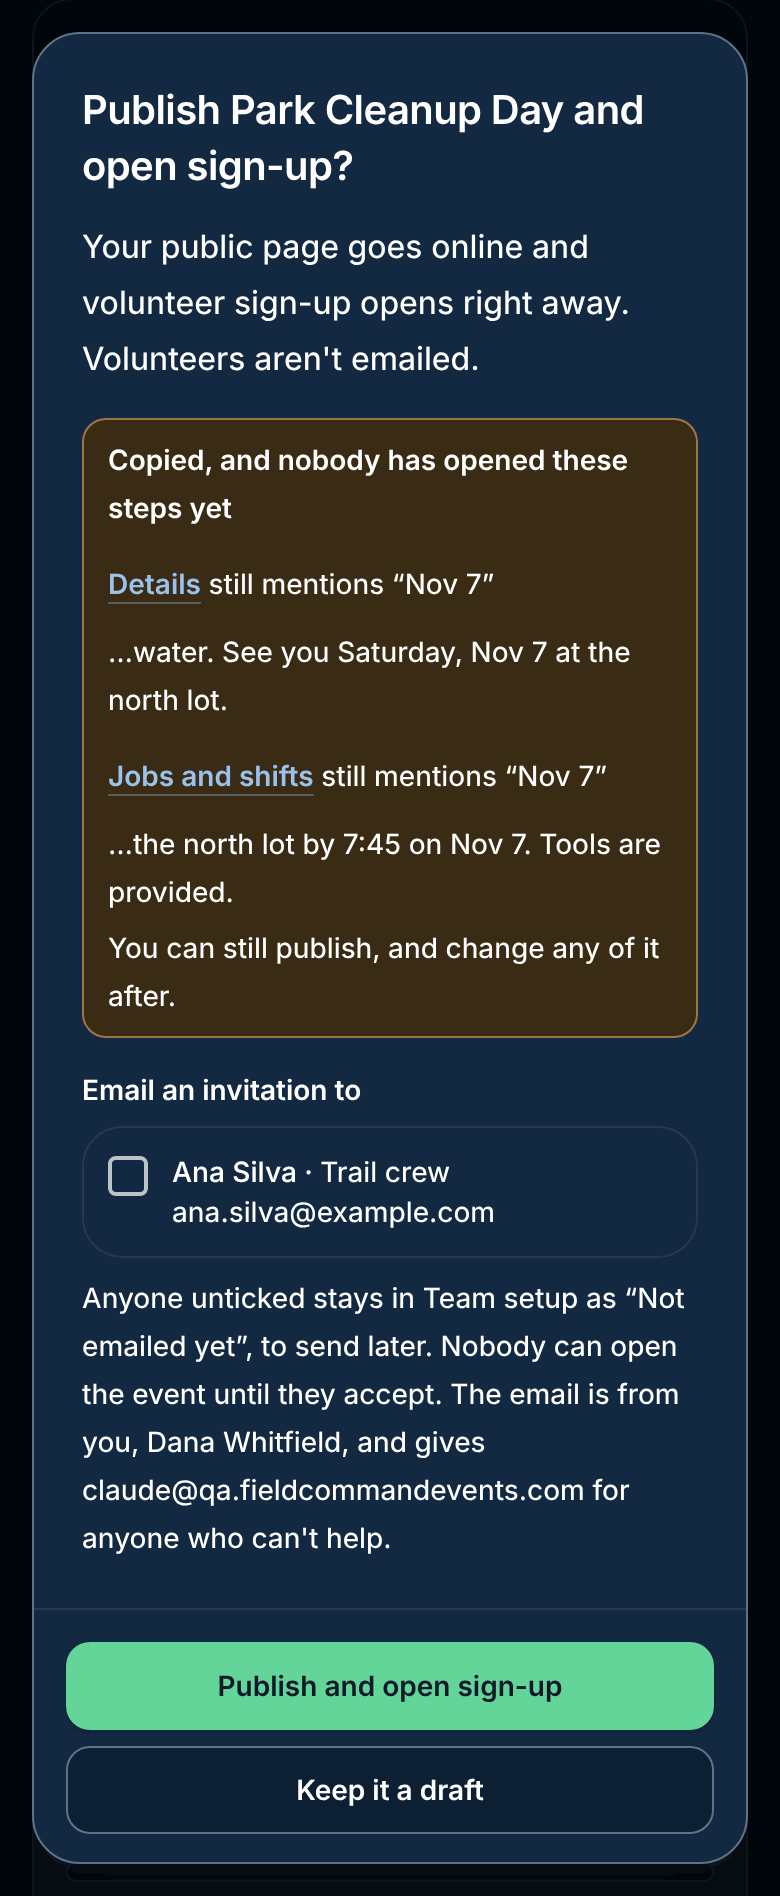 Publish Park Cleanup Day and
open sign-up?
Your public page goes online and
volunteer sign-up opens right away.
Volunteers aren't emailed.
Copied, and nobody has opened these
steps yet
Details still mentions “Nov 7”
…water. See you Saturday, Nov 7 at the
north lot.
Jobs and shifts still mentions “Nov 7”
…the north lot by 7:45 on Nov 7. Tools are
provided.
You can still publish, and change any of it
after.
Email an invitation to
Ana Silva · Trail crew
ana.silva@example.com
Anyone unticked stays in Team setup as “Not
emailed yet”, to send later. Nobody can open
the event until they accept. The email is from
you, Dana Whitfield, and gives
claude@qa.fieldcommandevents.com for
anyone who can't help.
Publish and open sign-up
Keep it a draft